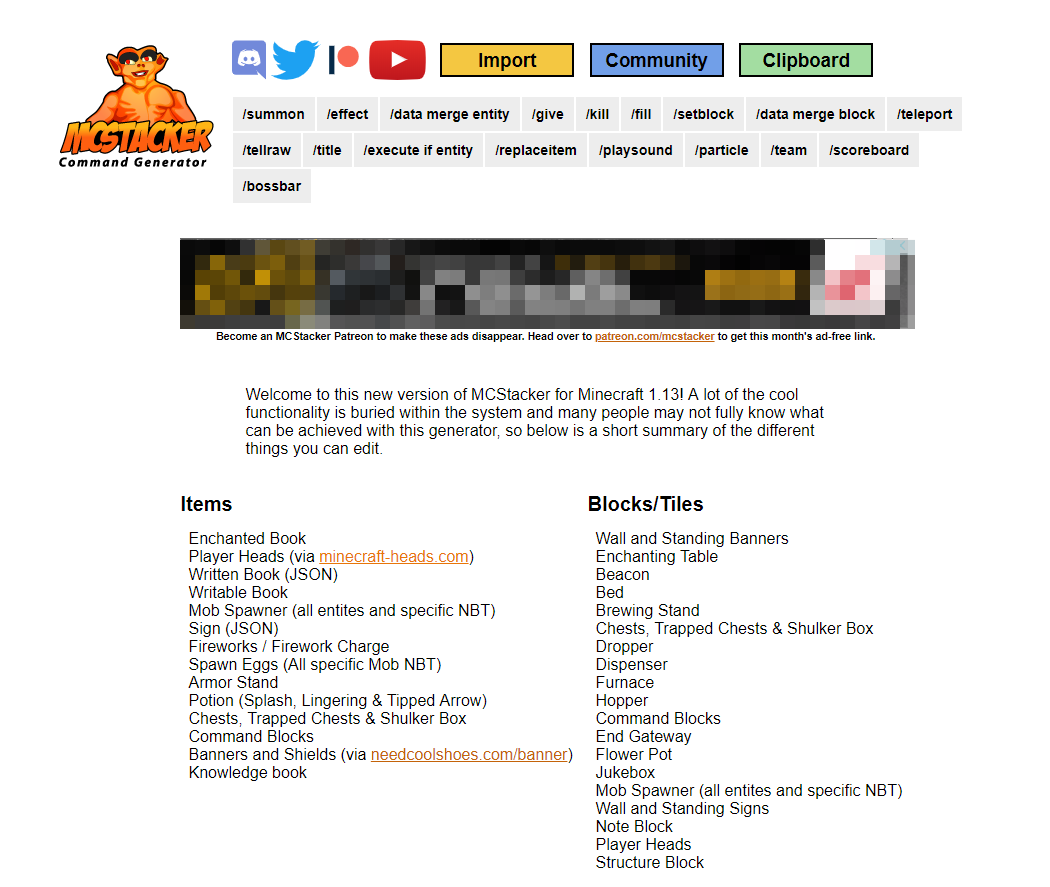 MCSTACKER
Command Generator
Import Community Clipboard
/summon /effect /data merge entity /give /kill /fill /setblock /data merge block /teleport
/tellraw /title /execute if entity /replaceitem /playsound /particle /team /scoreboard
/bossbar
Become an MCStacker Patreon to make these ads disappear. Head over to patreon.com/mcstacker to get this month's ad-free link.
Welcome to this new version of MCStacker for Minecraft 1.13! A lot of the cool
functionality is buried within the system and many people may not fully know what
can be achieved with this generator, so below is a short summary of the different
things you can edit.
Items
Enchanted Book
Player Heads (via minecraft-heads.com)
Written Book (JSON)
Writable Book
Mob Spawner (all entites and specific NBT)
Sign (JSON)
Fireworks / Firework Charge
Spawn Eggs (All specific Mob NBT)
Armor Stand
Potion (Splash, Lingering & Tipped Arrow)
Chests, Trapped Chests & Shulker Box
Command Blocks
Banners and Shields (via needcoolshoes.com/banner)
Knowledge book
Blocks/Tiles
Wall and Standing Banners
Enchanting Table
Beacon
Bed
Brewing Stand
Chests, Trapped Chests & Shulker Box
Dropper
Dispenser
Furnace
Hopper
Command Blocks
End Gateway
Flower Pot
Jukebox
Mob Spawner (all entites and specific NBT)
Wall and Standing Signs
Note Block
Player Heads
Structure Block